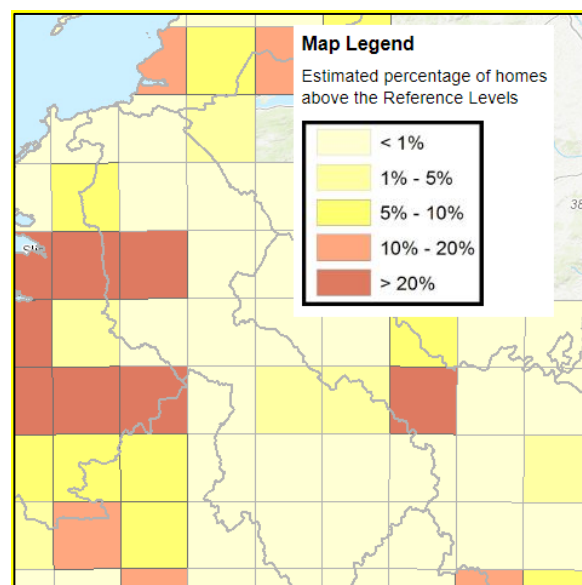 Map Legend
Estimated percentage of homes
above the Reference Levels
< 1%
1% - 5%
5% - 10%
10% - 20%
> 20%